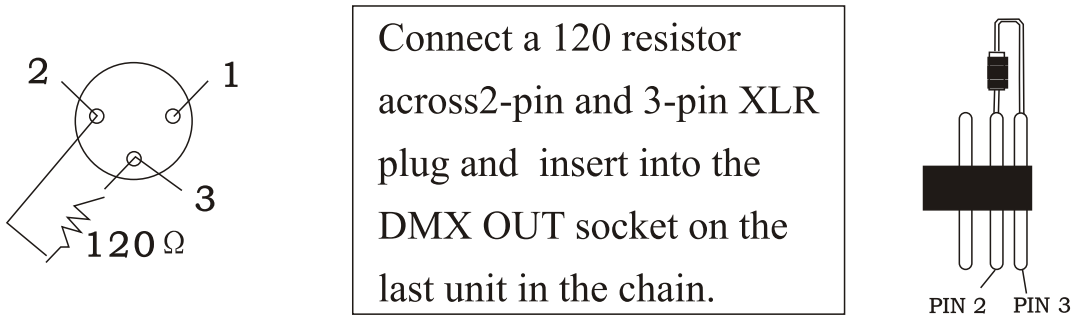 2
1
3
120 Ω
Connect a 120 resistor
across2-pin and 3-pin XLR
plug and insert into the
DMX OUT socket on the
last unit in the chain.
PIN 2 PIN 3